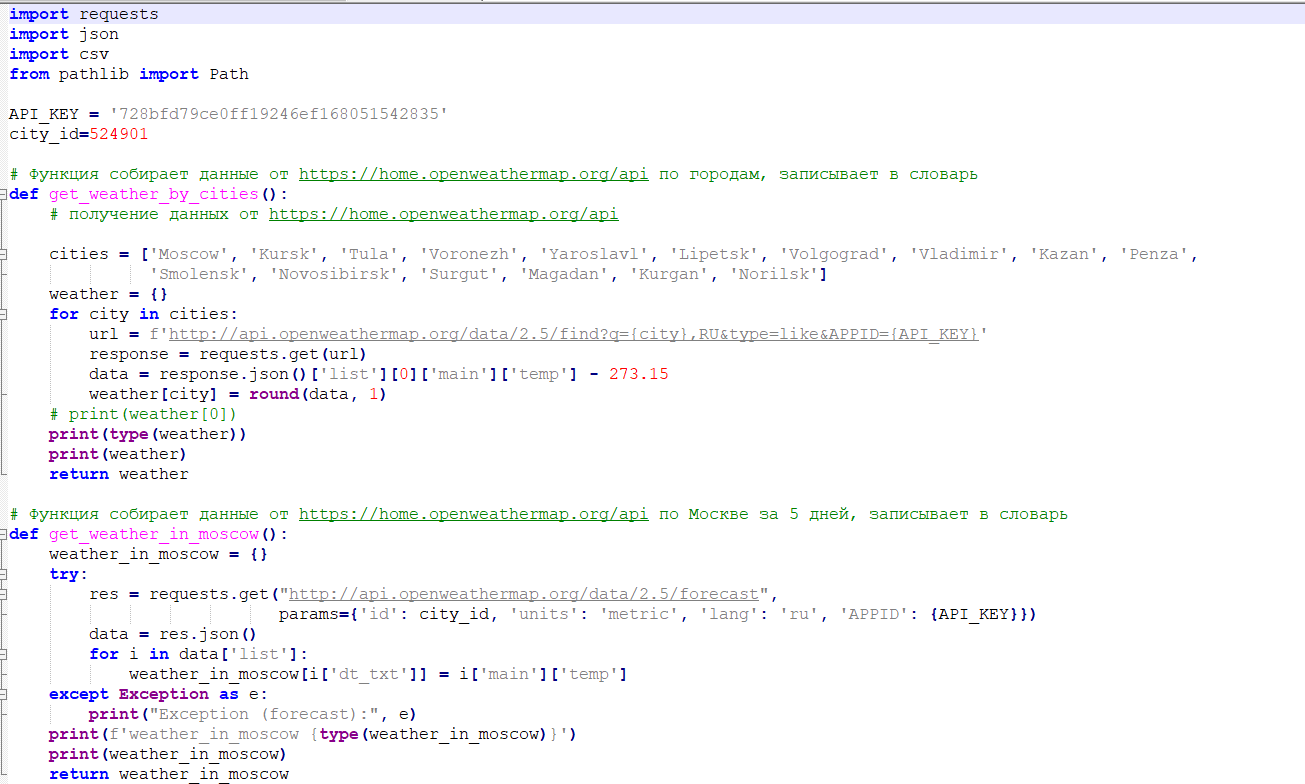 import requests
import json
import csv
from pathlib import Path
API_KEY = '728bfd79ce0ff19246ef168051542835'
city_id=524901
# Функция собирает данные от https://home.openweathermap.org/api по городам, записывает в словарь
def get_weather_by_cities():
# получение данных от https://home.openweathermap.org/api
cities = ['Moscow', 'Kursk', 'Tula', 'Voronezh', 'Yaroslavl', 'Lipetsk', 'Volgograd', 'Vladimir', 'Kazan', 'Penza',
'Smolensk', 'Novosibirsk', 'Surgut', 'Magadan', 'Kurgan', 'Norilsk']
weather = {}
for city in cities:
url = f'http://api.openweathermap.org/data/2.5/find?q={city},RU&type=like&APPID={API_KEY}'
response = requests.get(url)
data = response.json()['list'][0]['main']['temp'] - 273.15
weather[city] = round(data, 1)
# print(weather[0])
print(type(weather))
print(weather)
return weather
# Функция собирает данные от https://home.openweathermap.org/api по Москве за 5 дней, записывает в словарь
def get_weather_in_moscow():
weather_in_moscow = {}
try:
res = requests.get("http://api.openweathermap.org/data/2.5/forecast",
params={'id': city_id, 'units': 'metric', 'lang': 'ru', 'APPID': {API_KEY}})
data = res.json()
for i in data['list']:
weather_in_moscow[i['dt_txt']] = i['main']['temp']
except Exception as e:
print("Exception (forecast):", e)
print(f'weather_in_moscow {type(weather_in_moscow)}')
print(weather_in_moscow)
return weather_in_moscow